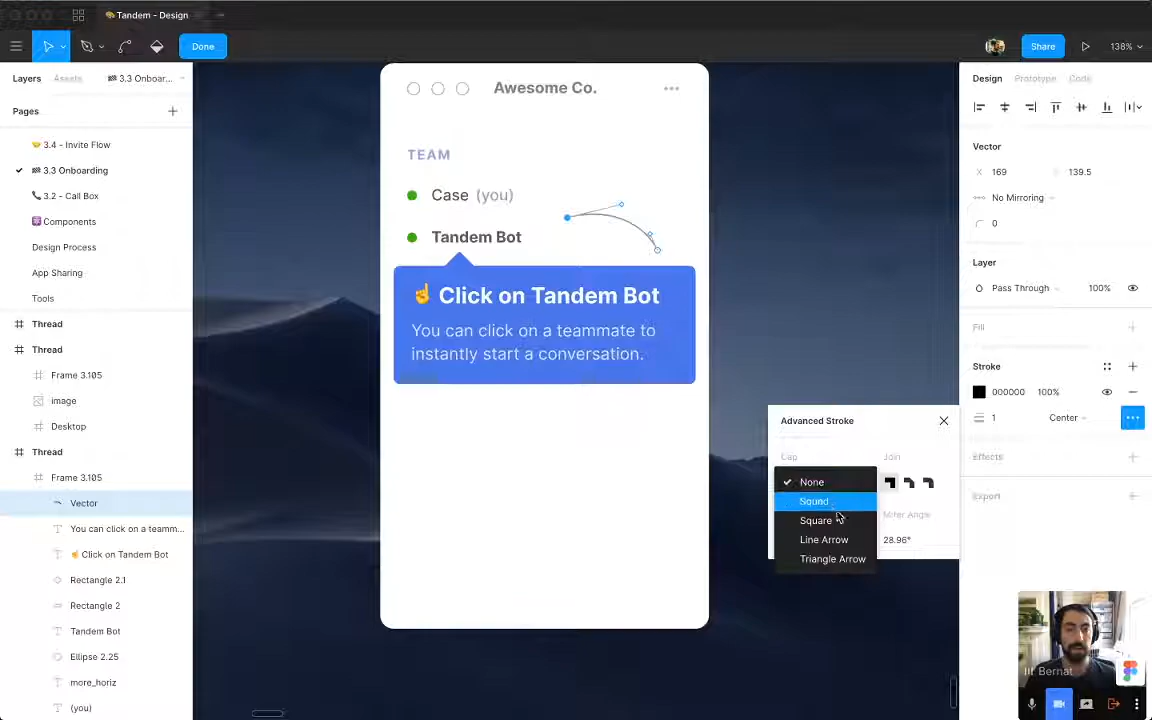 Tandem - Design
Done
Share
138%
Layers
Assets
3.3 Onboar...
Pages
3.4 - Invite Flow
3.3 Onboarding
3.2 - Call Box
Components
Design Process
App Sharing
Tools
Thread
Thread
Frame 3.105
image
Desktop
Thread
Frame 3.105
Vector
You can click on a teamm...
Click on Tandem Bot
Rectangle 2.1
Rectangle 2
Tandem Bot
Ellipse 2.25
more_horiz
(you)
Awesome Co.
TEAM
Case (you)
Tandem Bot
Click on Tandem Bot
You can click on a teammate to
instantly start a conversation.
Advanced Stroke
Cap
Join
None
Square
Line Arrow
Triangle Arrow
Miter Angle
28.96°
Design
Prototype
Code
Vector
X 169
139.5
No Mirroring
0
Layer
Pass Through
100%
Fill
Stroke
000000
100%
1
Center
Effects
Export
Bernat